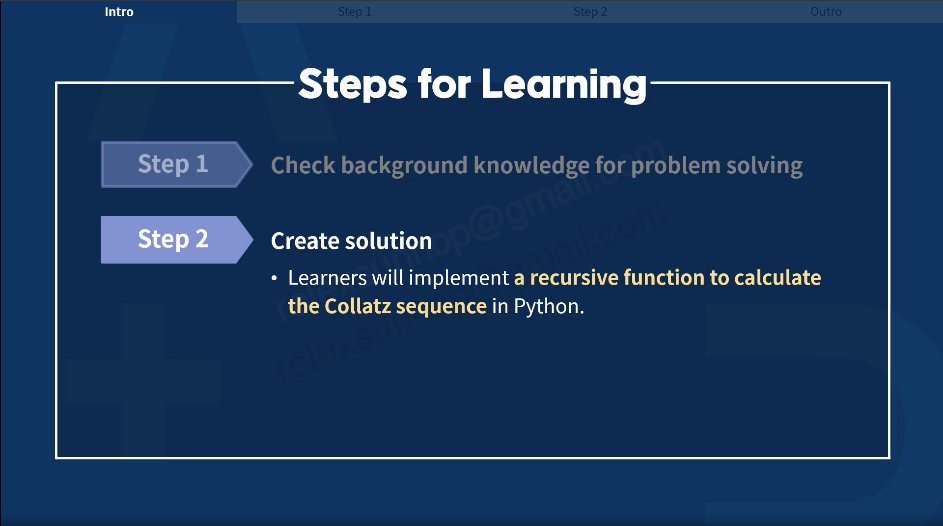 Intro
Step 1
Step 2
Outro
Steps for Learning
Step 1
Check background knowledge for problem solving
Step 2
Create solution
• Learners will implement a recursive function to calculate
the Collatz sequence in Python.